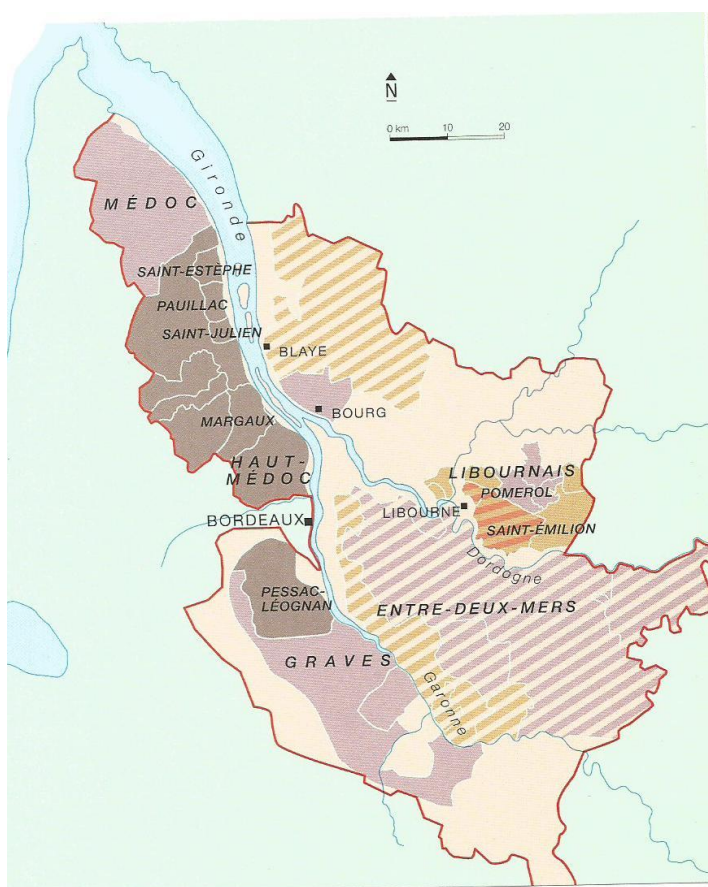 N
0 km 10 20
Gironde
MÉDOC
SAINT-ESTÈPHE
PAUILLAC
SAINT-JULIEN
BLAYE
BOURG
MARGAUX
HAUT-
MÉDOC
LIBOURNAIS
POMEROL
LIBOURNE
SAINT-ÉMILION
BORDEAUX
Dordogne
PESSAC-
LÉOGNAN
ENTRE-DEUX-MERS
GRAVES
Garonne